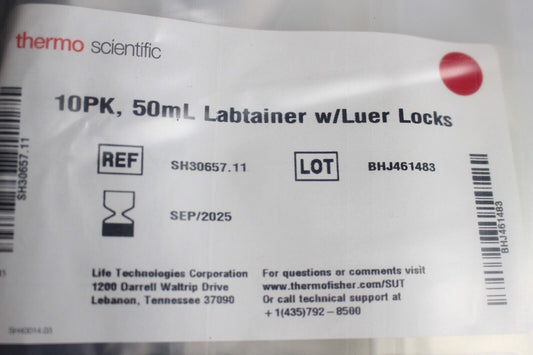 thermo scientific
10PK, 50mL Labtainer w/Luer Locks
REF SH30657.11 LOT BHJ461483
SEP/2025
Life Technologies Corporation
1200 Darrell Waltrip Drive
Lebanon, Tennessee 37090
For questions or comments visit
www.thermofisher.com/SUT
Or call technical support at
+1(435)792-8500
SH30657.11
BHJ461483